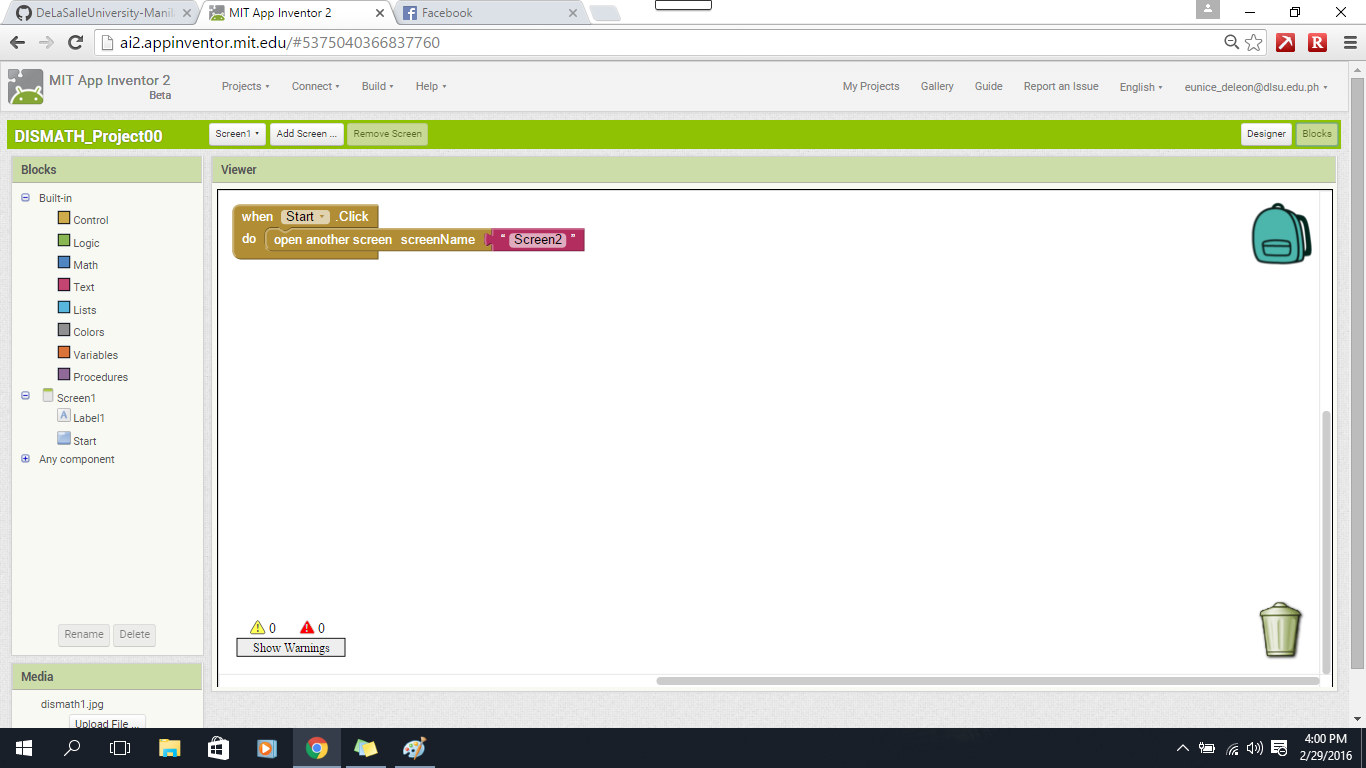 DeLaSalleUniversity-Manil
MIT App Inventor 2
Facebook
ai2.appinventor.mit.edu/#5375040366837760
MIT App Inventor 2
Beta
Projects
Connect
Build
Help
My Projects
Gallery
Guide
Report an Issue
English
eunice_deleon@dlsu.edu.ph
DISMATH_Project00
Screen1
Add Screen ...
Remove Screen
Designer
Blocks
Blocks
Built-in
Control
Logic
Math
Text
Lists
Colors
Variables
Procedures
Screen1
A Label1
Start
Any component
Rename
Delete
Media
dismath1.jpg
Upload File ...
Viewer
when Start .Click
do open another screen screenName " Screen2 "
0 0
Show Warnings
4:00 PM
2/29/2016